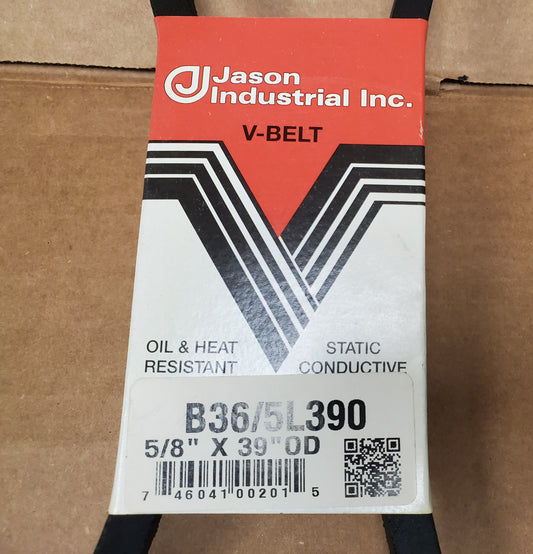 Jason
Industrial Inc.
V-BELT
OIL & HEAT
RESISTANT
STATIC
CONDUCTIVE
B36/5L390
5/8" X 39"OD
7 46041 00201 5